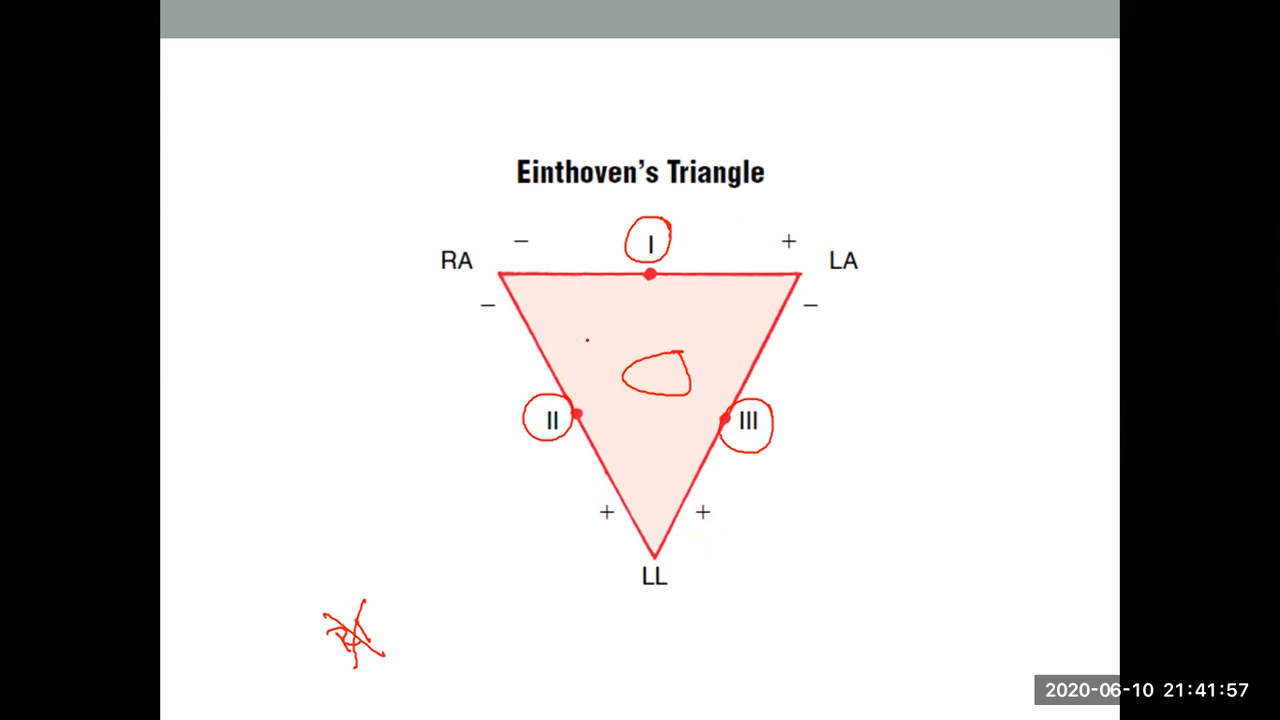 Einthoven's Triangle
− I +
RA LA
− −
II III
+ +
LL
2020-06-10 21:41:57